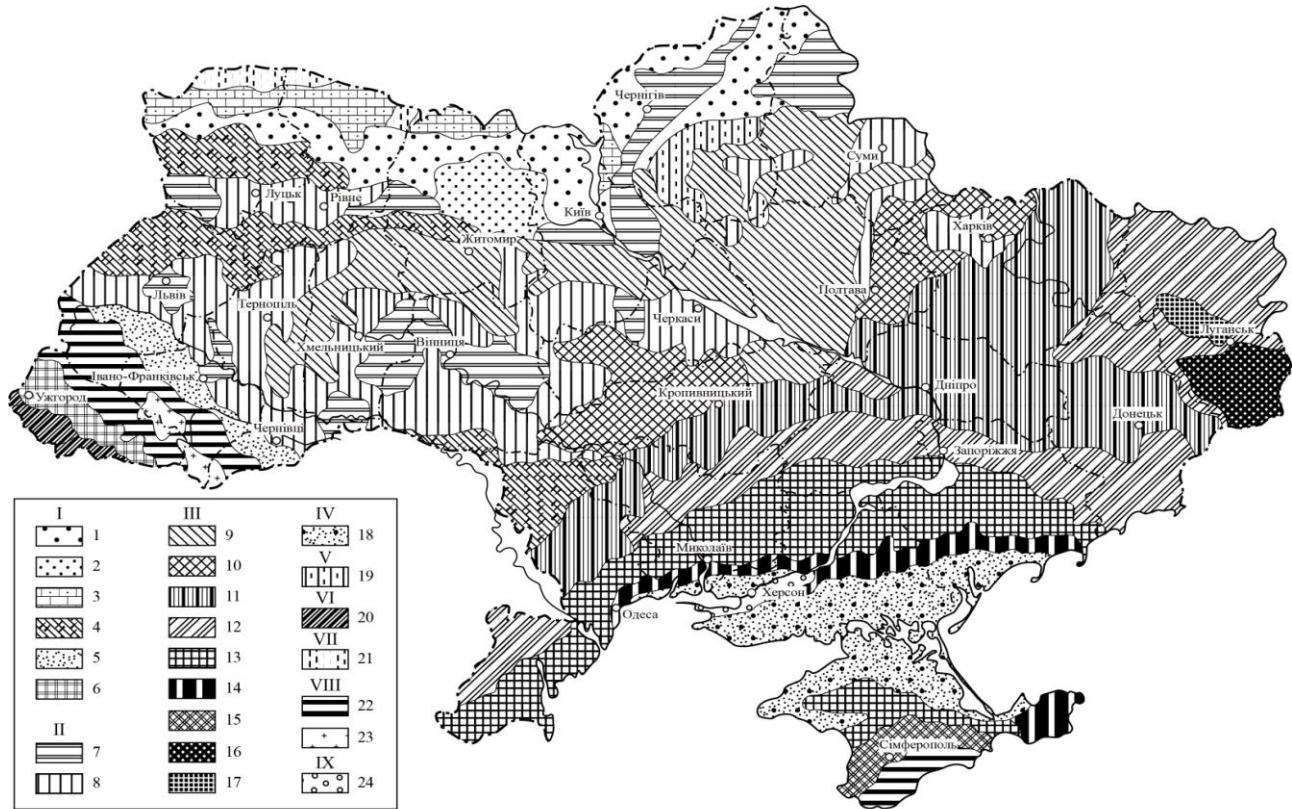 Чернігів
Суми
Луцьк
Рівне
Київ
Харків
Житомир
Львів
Полтава
Тернопіль
Луганськ
Черкаси
Хмельницький
Вінниця
Івано-Франківськ
Дніпро
Ужгород
Кропивницький
Донецьк
Чернівці
Запоріжжя
Миколаїв
Херсон
Одеса
Сімферополь
I
1
2
3
4
5
6
II
7
8
III
9
10
11
12
13
14
15
16
17
IV
18
V
19
VI
20
VII
21
VIII
22
23
IX
24